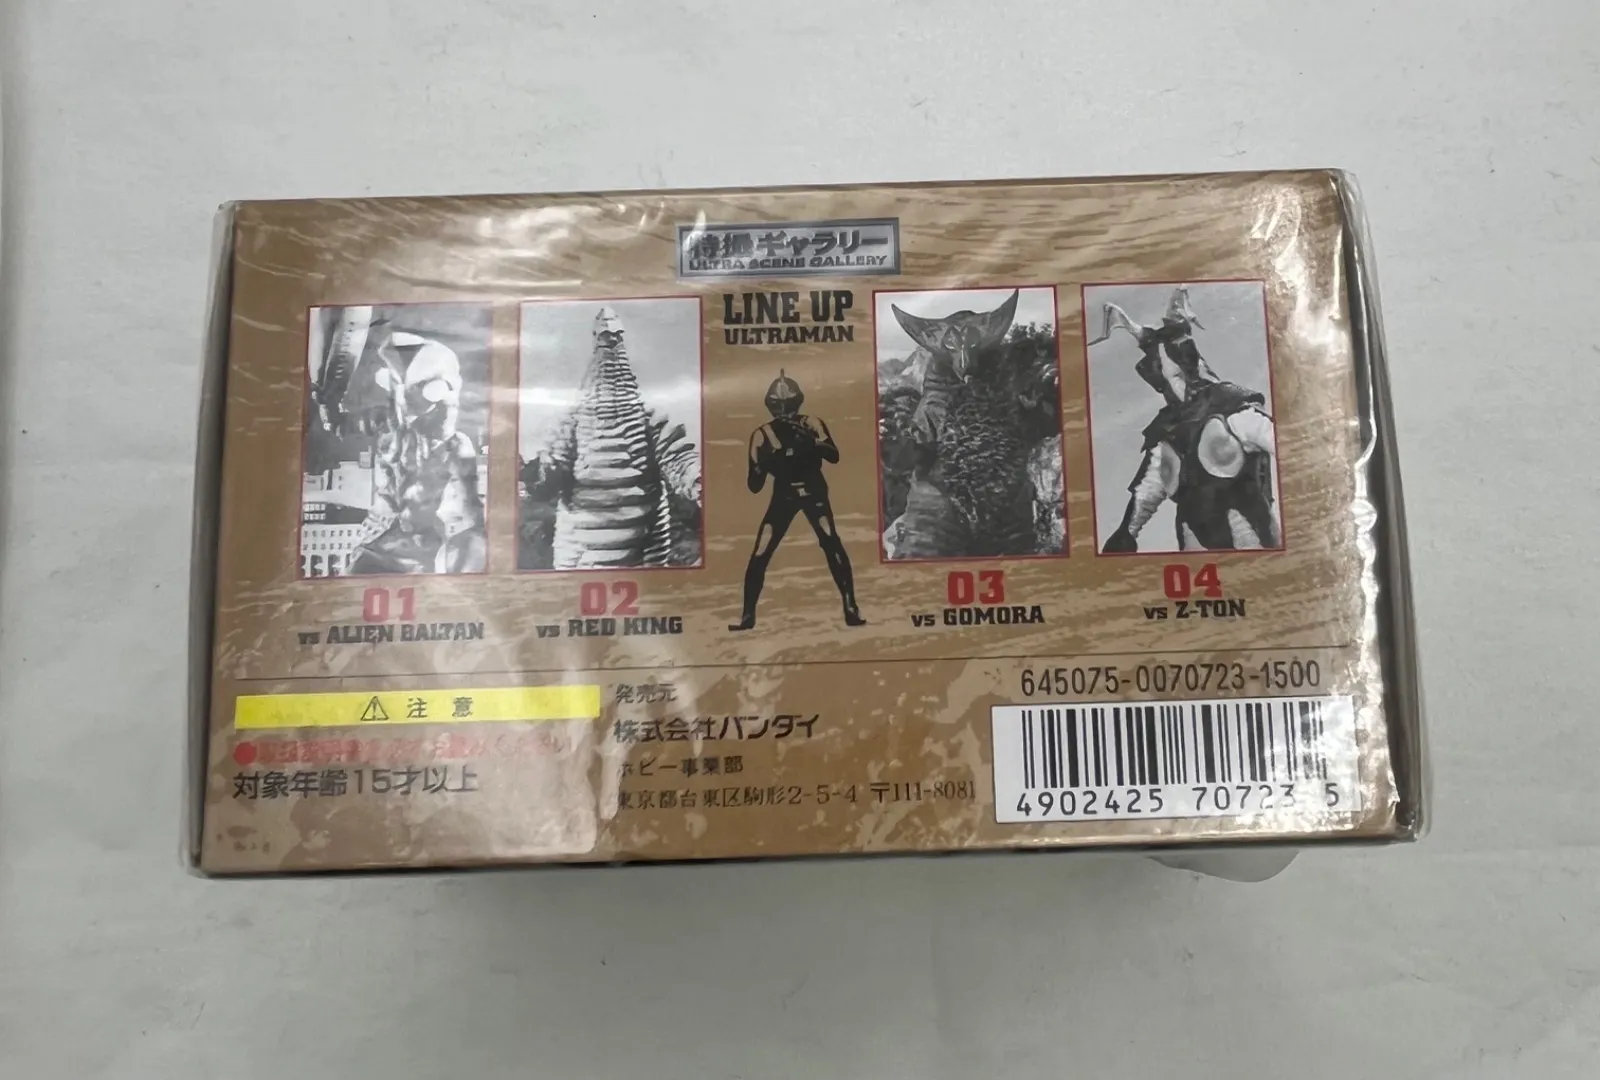 特撮ギャラリー
ULTRA SCENE GALLERY
LINE UP
ULTRAMAN
01
vs ALIEN BALTAN
02
vs RED KING
03
vs GOMORA
04
vs Z-TON
注意
対象年齢15才以上
発売元
株式会社バンダイ
ホビー事業部
東京都台東区駒形2-5-4 〒111-8081
645075-0070723-1500
4902425 70723 5